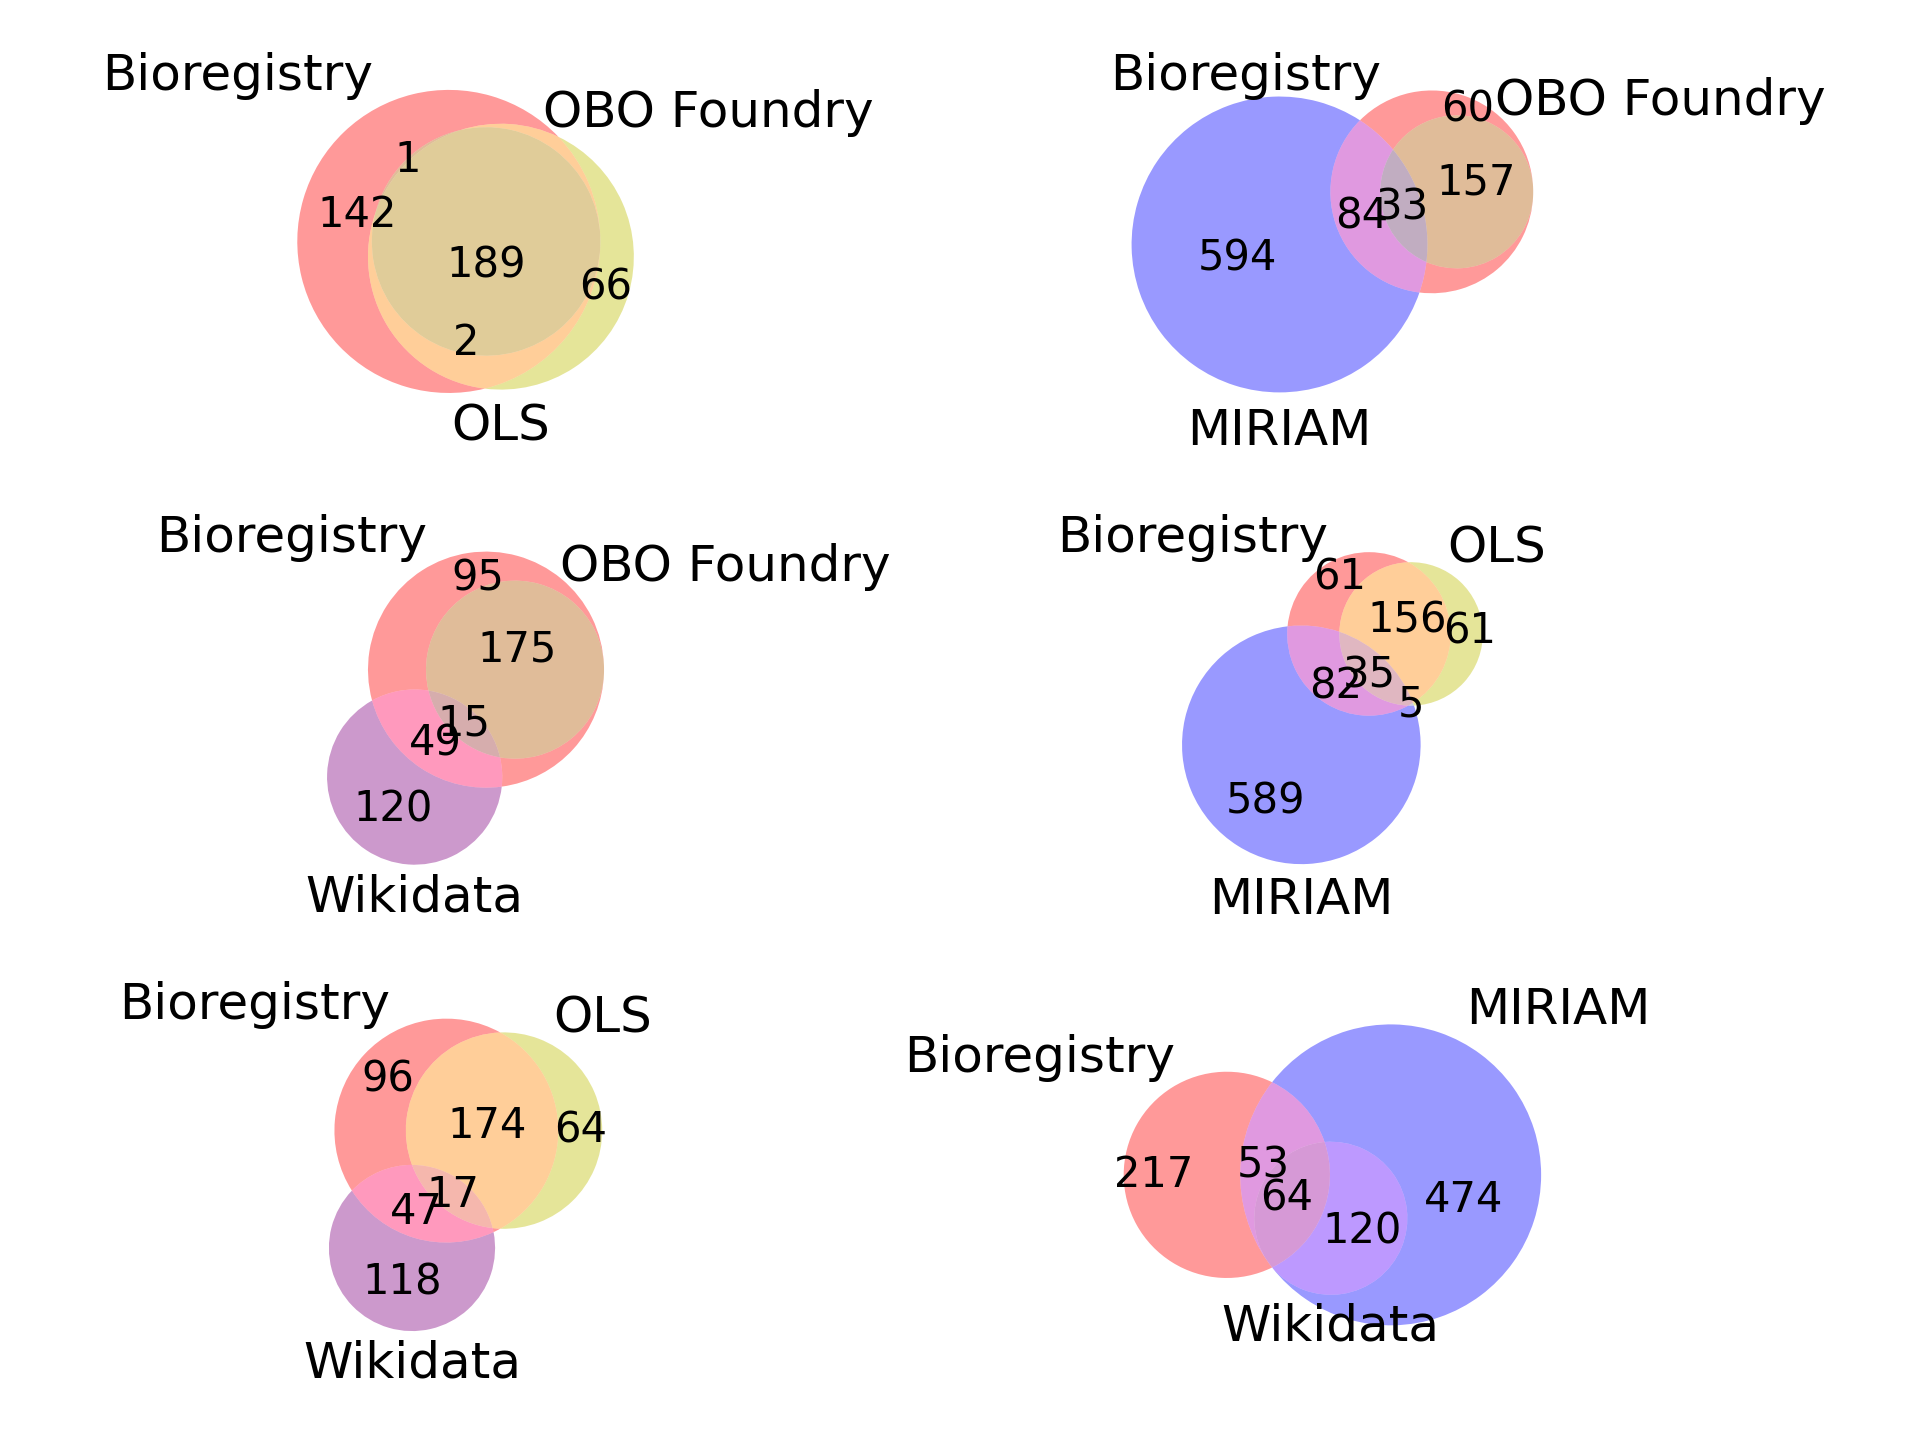 Bioregistry
OBO Foundry
1
142
189
66
2
OLS
Bioregistry
60
OBO Foundry
157
84
33
594
MIRIAM
Bioregistry
OBO Foundry
95
175
15
49
120
Wikidata
Bioregistry
OLS
61
156
61
35
82
5
589
MIRIAM
Bioregistry
OLS
96
174
64
17
47
118
Wikidata
MIRIAM
Bioregistry
53
217
64
474
120
Wikidata